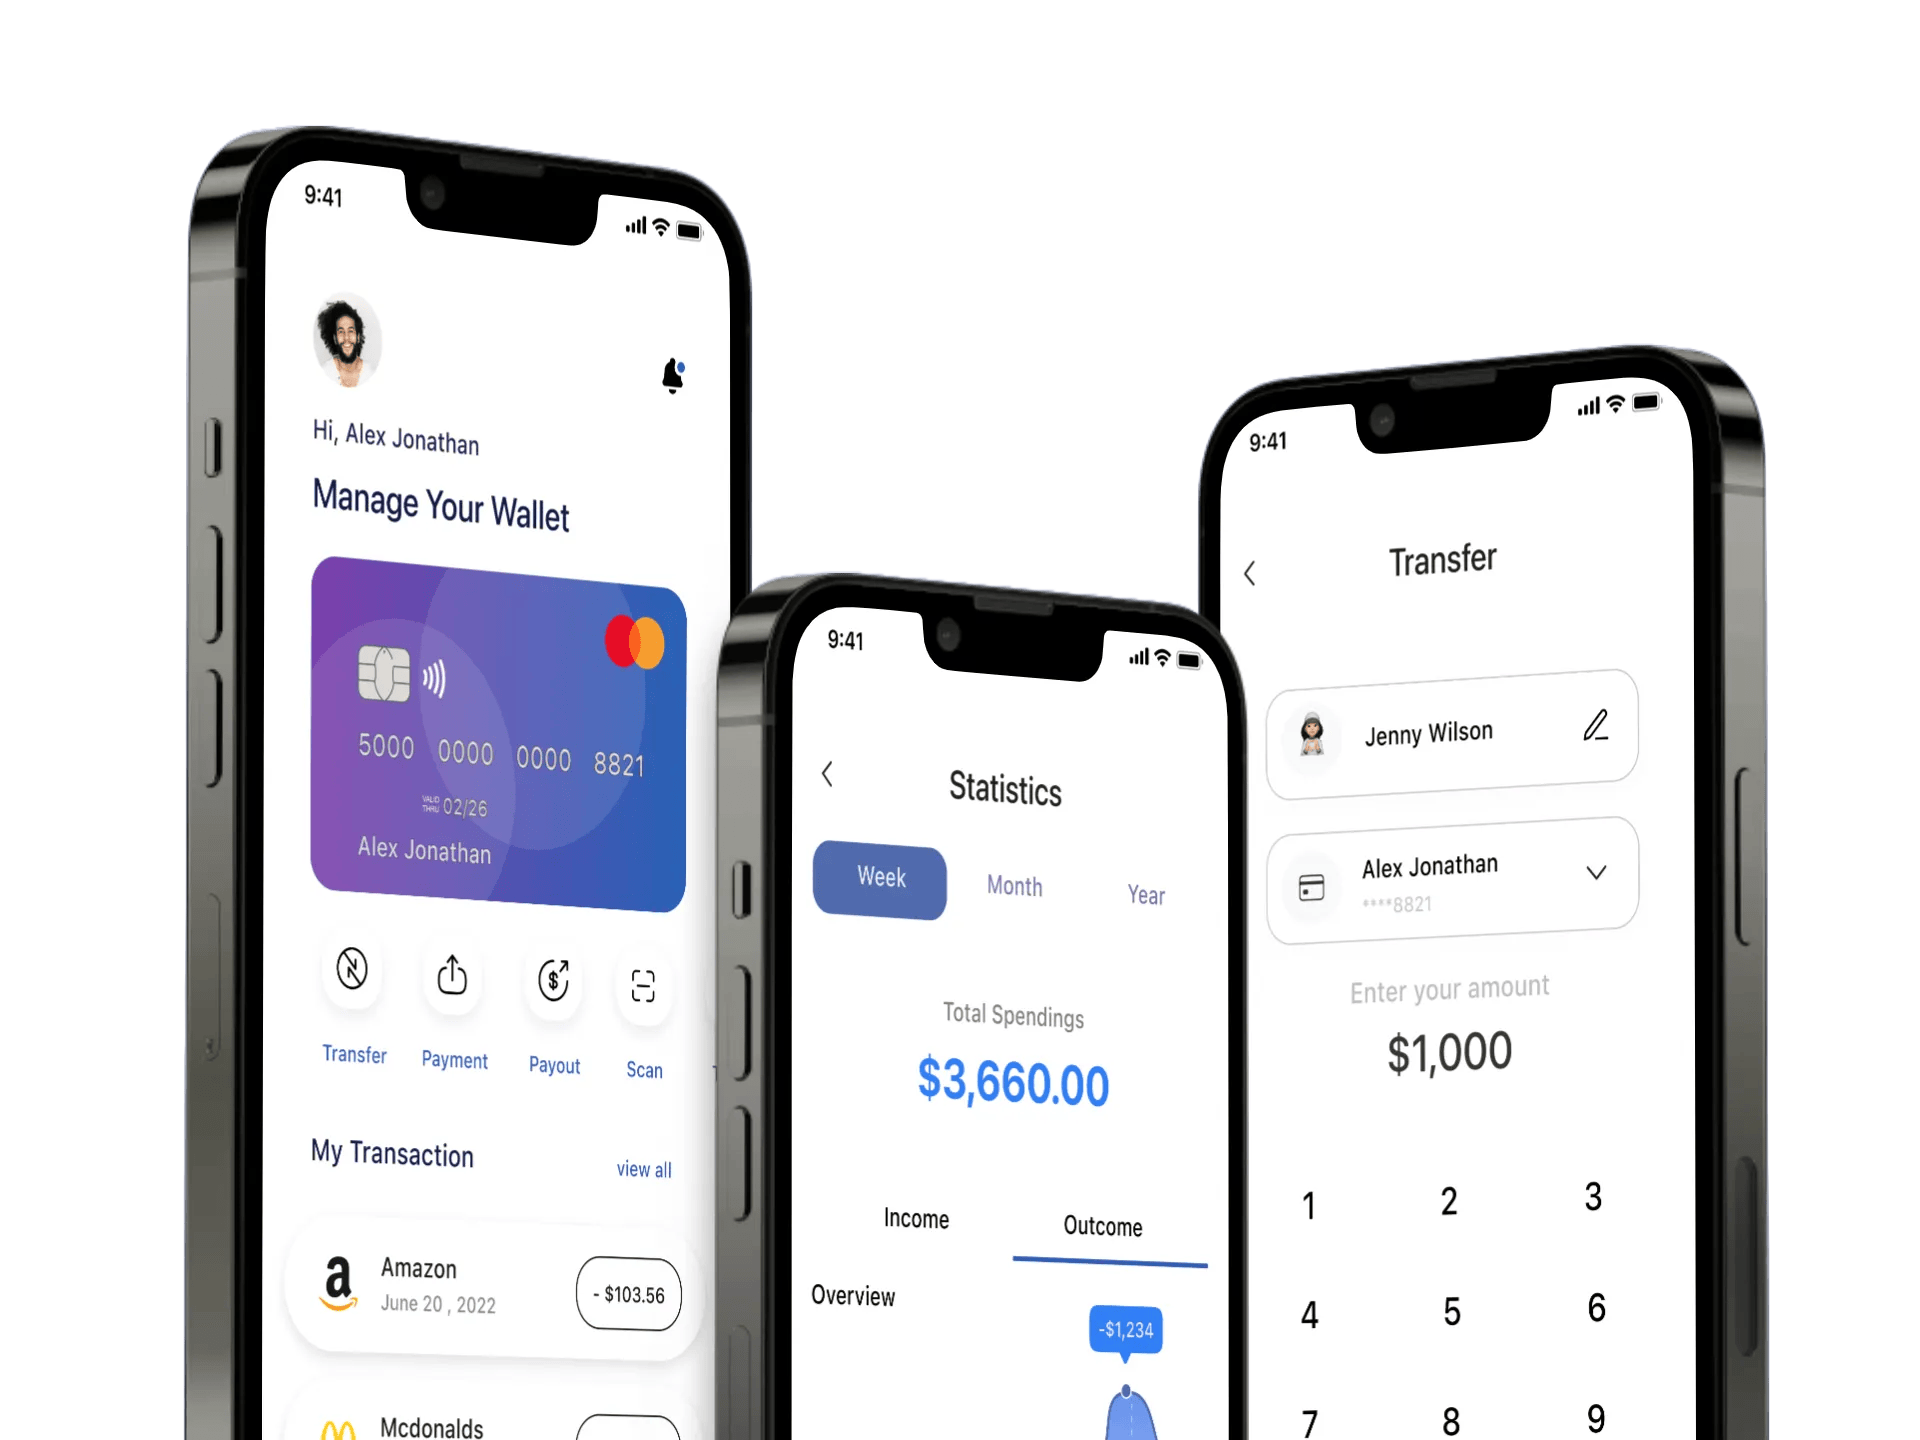 9:41
Hi, Alex Jonathan
Manage Your Wallet
5000 0000 0000 8821
VALID THRU 02/26
Alex Jonathan
Transfer Payment Payout Scan
My Transaction view all
Amazon
June 20 , 2022
- $103.56
Mcdonalds
9:41
Statistics
Week Month Year
Total Spendings
$3,660.00
Income Outcome
Overview
-$1,234
9:41
Transfer
Jenny Wilson
Alex Jonathan
****8821
Enter your amount
$1,000
1 2 3
4 5 6
7 8 9